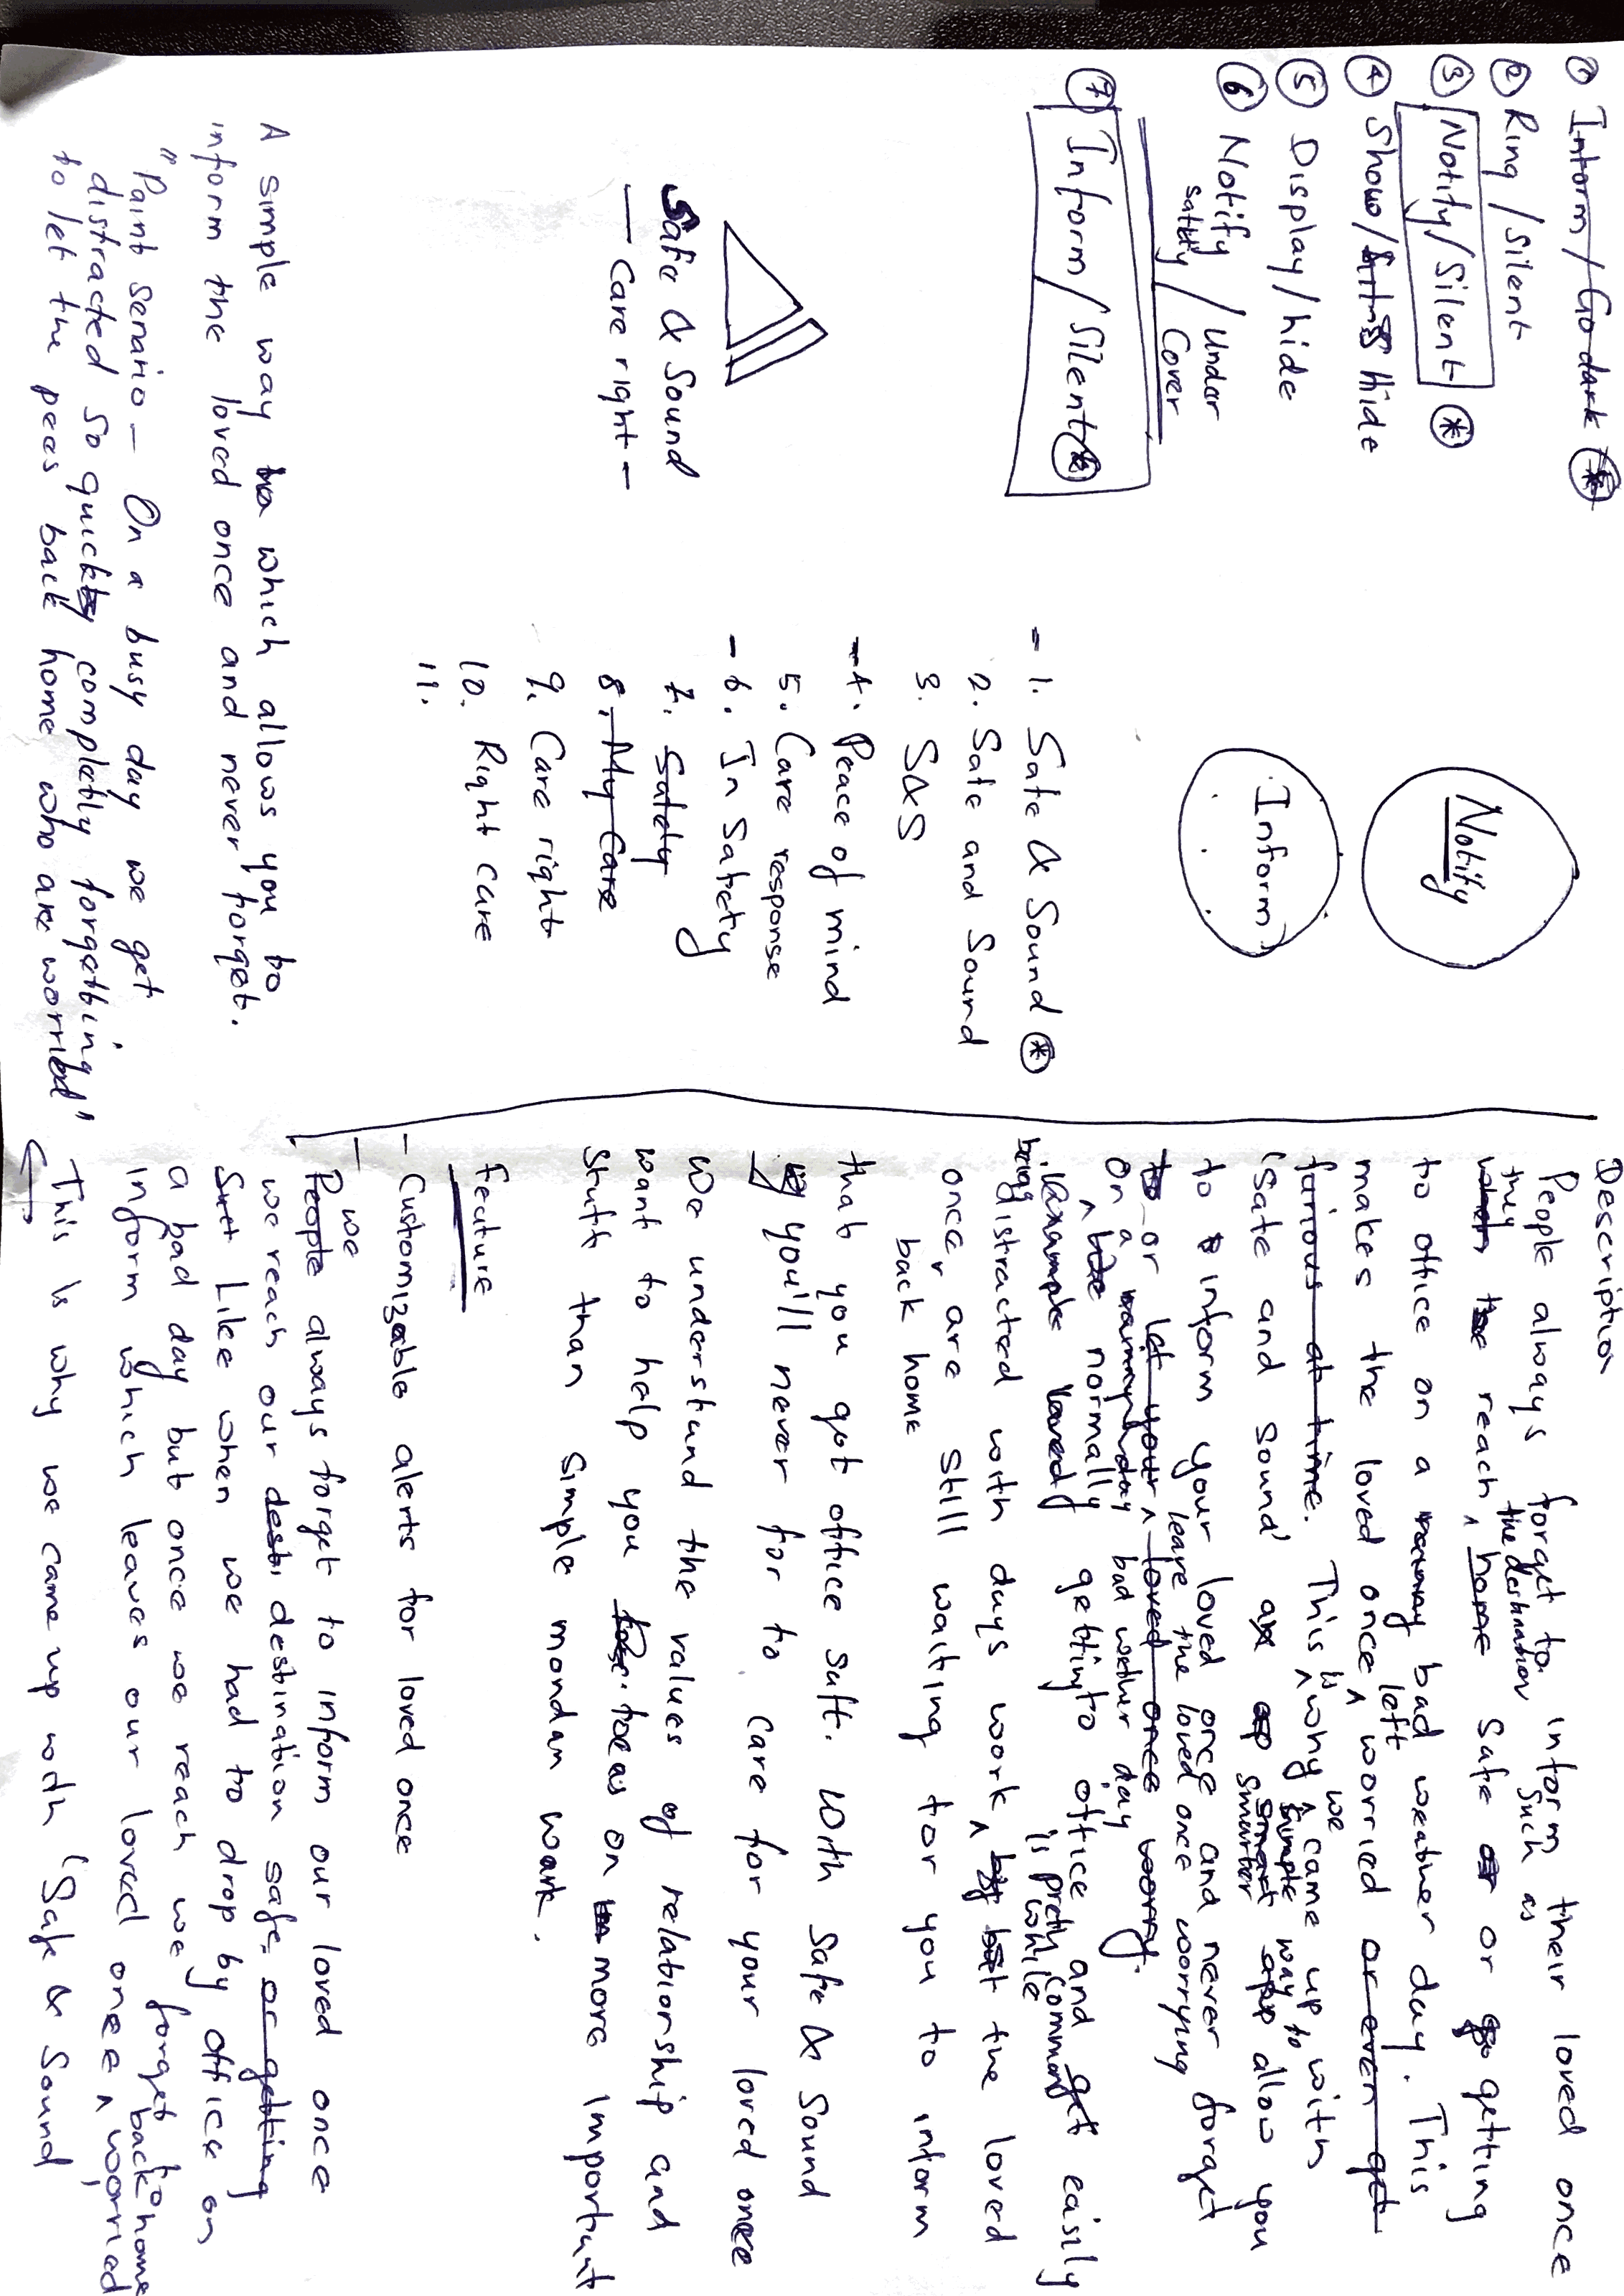 ① Inform/Go dark
② Ring/Silent
③ Notify/Silent
④ Show/ Hide
⑤ Display/hide
⑥ Notify / Under
safely Cover
⑦ Inform/Silent
Safe & Sound
— Care right —
Notify
Inform
= 1. Safe & Sound
2. Safe and Sound
3. S&S
- 4. Peace of mind
5. Care response
- 6. In Safety
7. Safely
8. My Care
9. Care right
10. Right care
11.
A simple way which allows you to
inform the loved once and never forget.
"Paint senario — On a busy day we get
distracted so quickly completly forgetting
to let the pees back home who are worried"
Description
People always forget to inform their loved once
they such as
when reach home safe or getting
the destination
to office on a bad weather day. This
left
makes the loved once worried or even get
furious at time. This is why we came up with
simple way to
(Safe and Sound smart app allow you
smarter
to inform your loved once and never forget
leave the loved once worrying
or let your loved once worry.
On a bad wether day
normally getting to office and get easily
is pretty common
being while
distracted with days work but the loved
once are still waiting for you to inform
back home
that you got office saft. With Safe & Sound
you'll never for to care for your loved once
We understand the values of relationship and
want to help you focus on more important
stuff than simple mondan work.
Feature
- Customizable alerts for loved once
we
People always forget to inform our loved once
we reach our dest. destination safe. or getting
Like when we had to drop by office on
a bad day but once we reach we forget to
inform which leaves our loved one worried
back home
This is why we came up with 'Safe & Sound